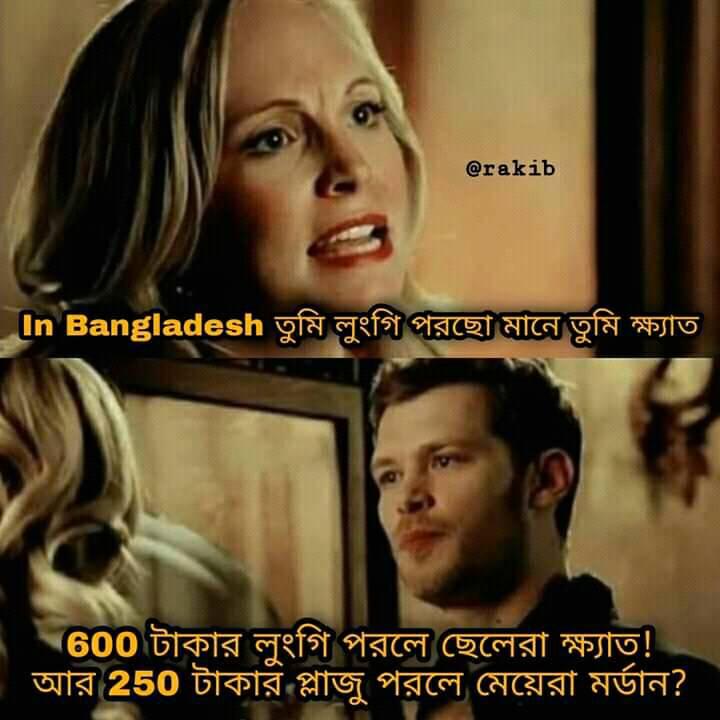 @rakib
In Bangladesh তুমি লুংগি পরছো মানে তুমি ক্ষ্যাত
600 টাকার লুংগি পরলে ছেলেরা ক্ষ্যাত!
আর 250 টাকার প্লাজু পরলে মেয়েরা মর্ডান?